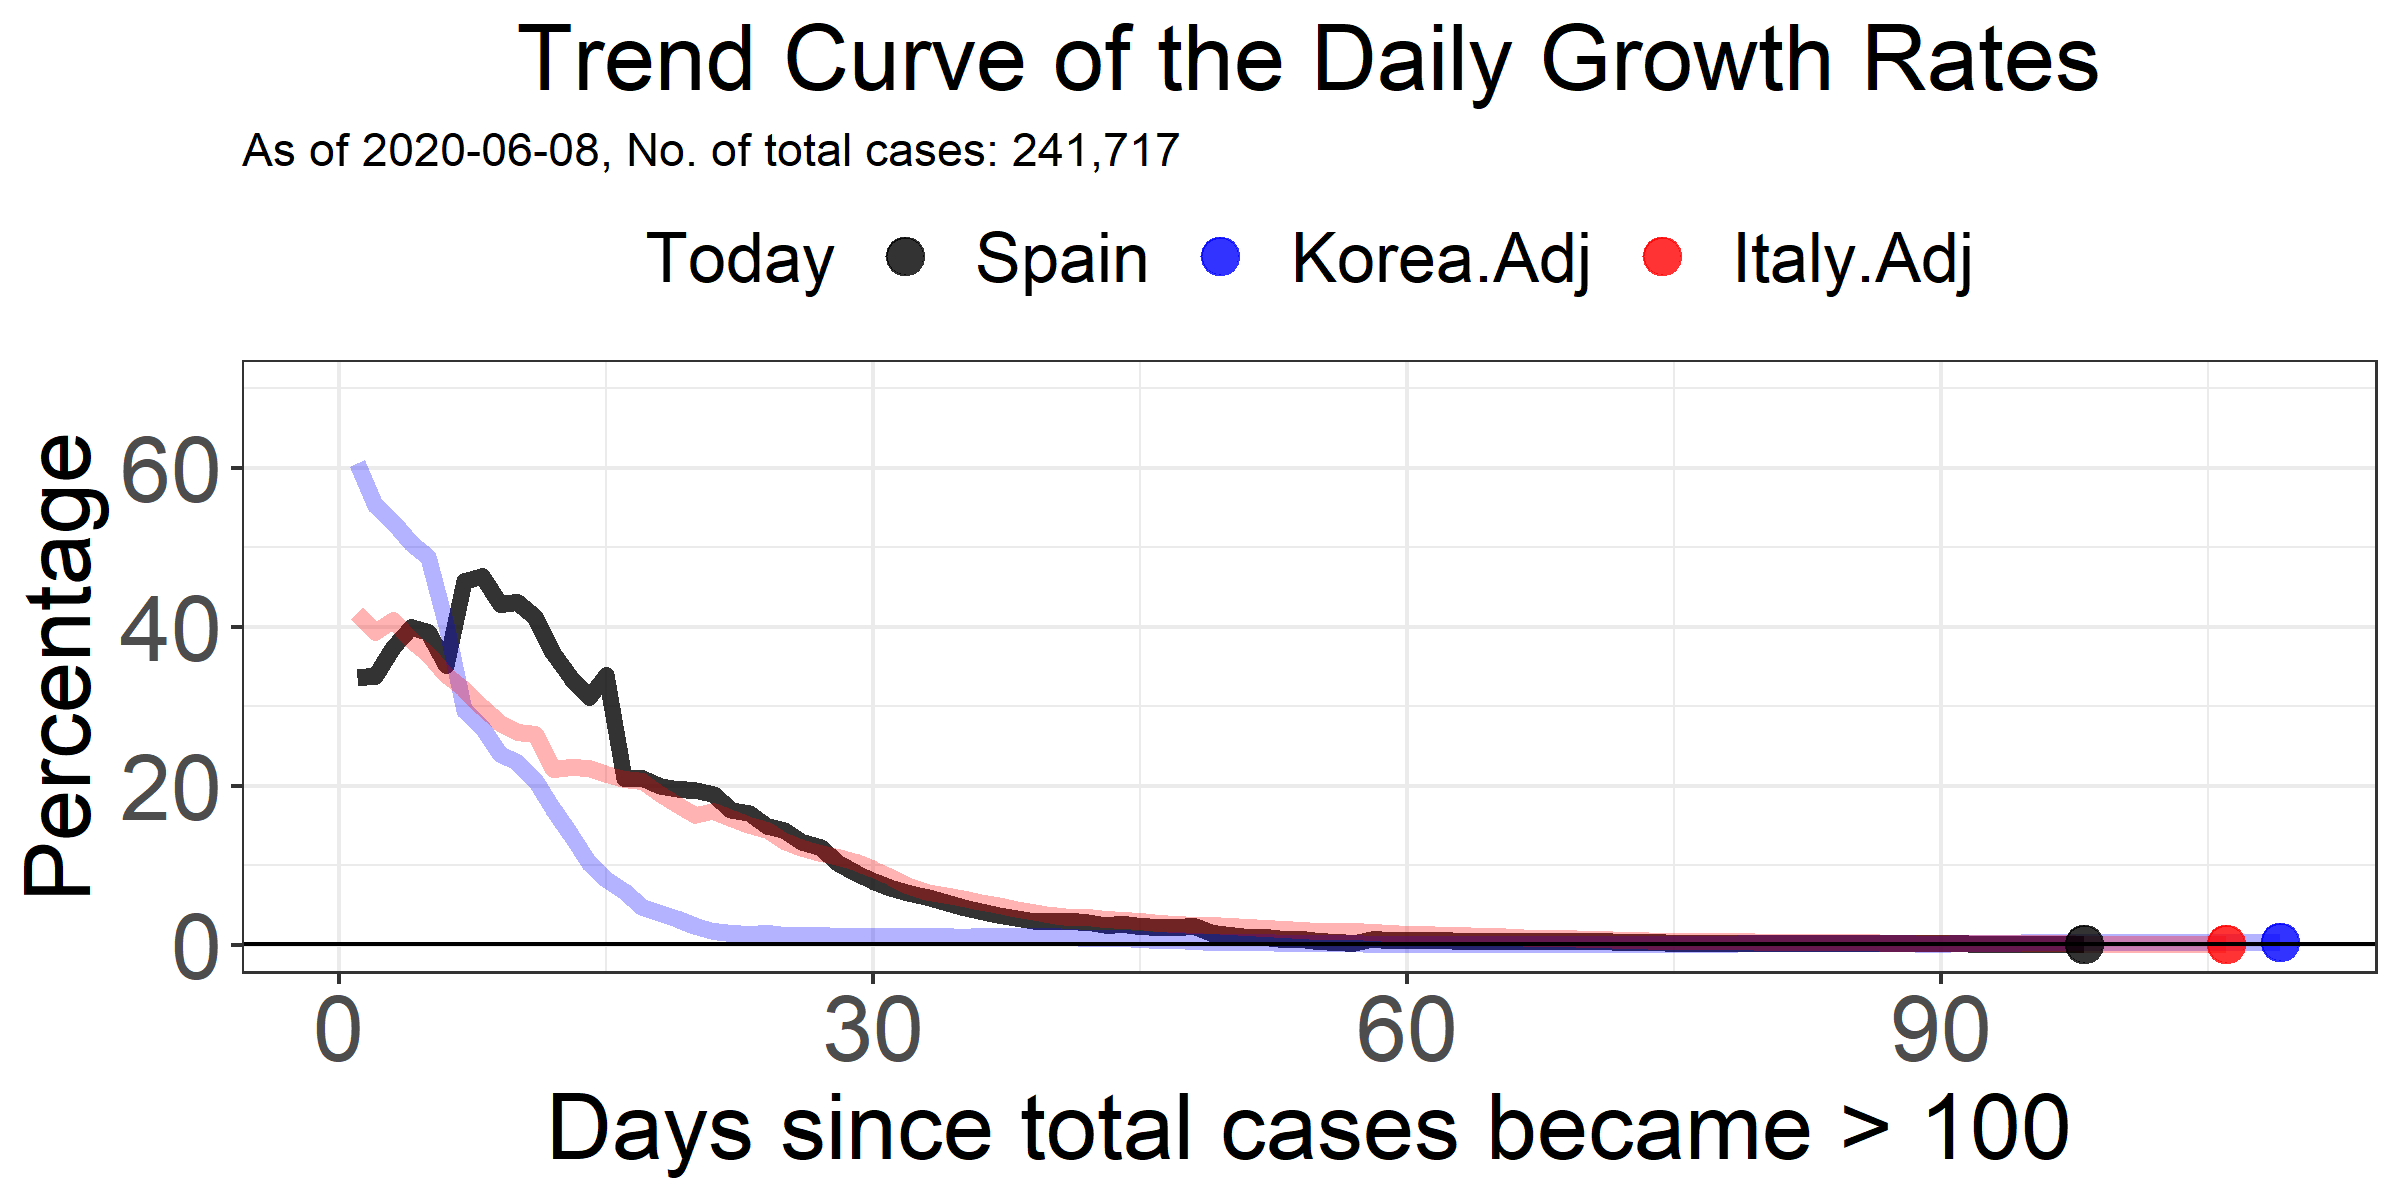 Trend Curve of the Daily Growth Rates
As of 2020-06-08, No. of total cases: 241,717
Today Spain Korea.Adj Italy.Adj
Percentage
60
40
20
0
0 30 60 90
Days since total cases became > 100